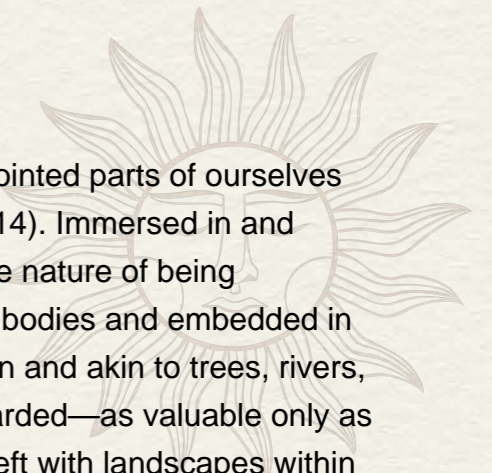 ointed parts of ourselves
14). Immersed in and
e nature of being
bodies and embedded in
n and akin to trees, rivers,
arded—as valuable only as
eft with landscapes within